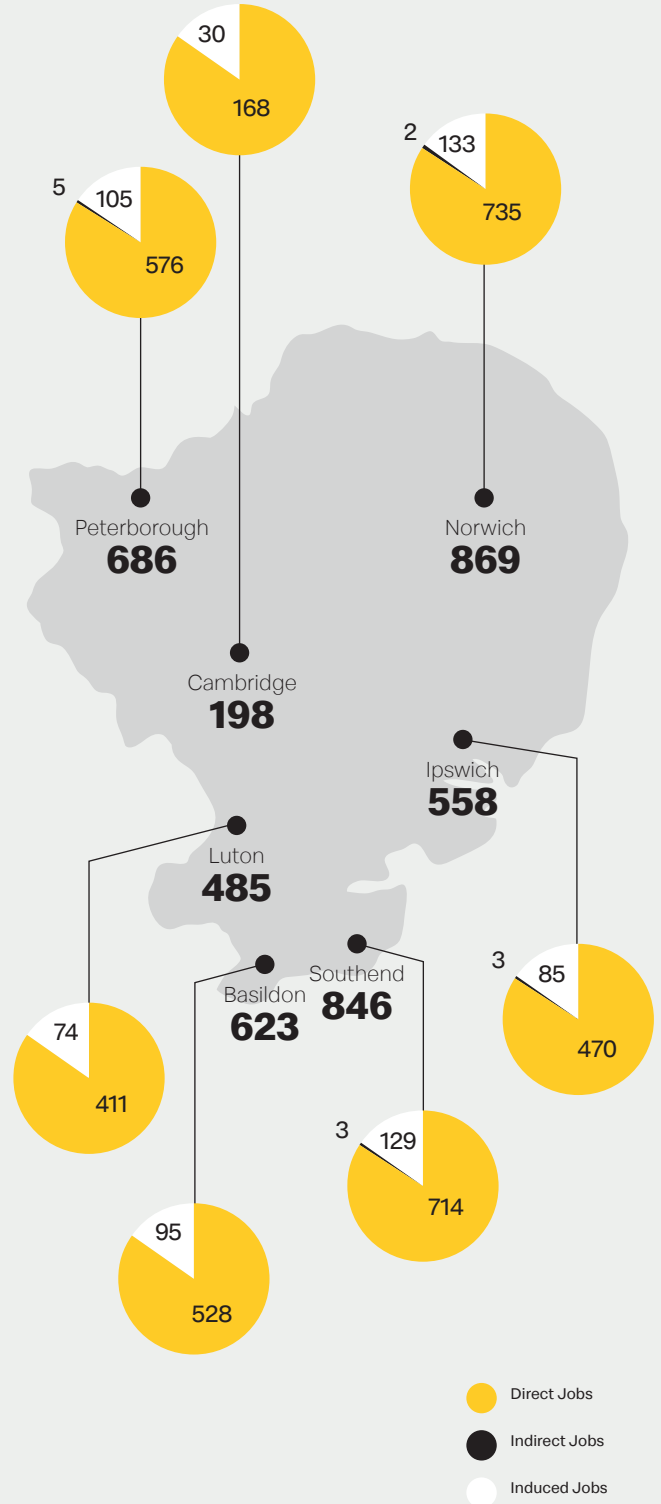 30
168
2
133
735
5
105
576
Peterborough
686
Norwich
869
Cambridge
198
Ipswich
558
Luton
485
Southend
846
Basildon
623
3
85
470
74
411
3
129
714
95
528
Direct Jobs
Indirect Jobs
Induced Jobs